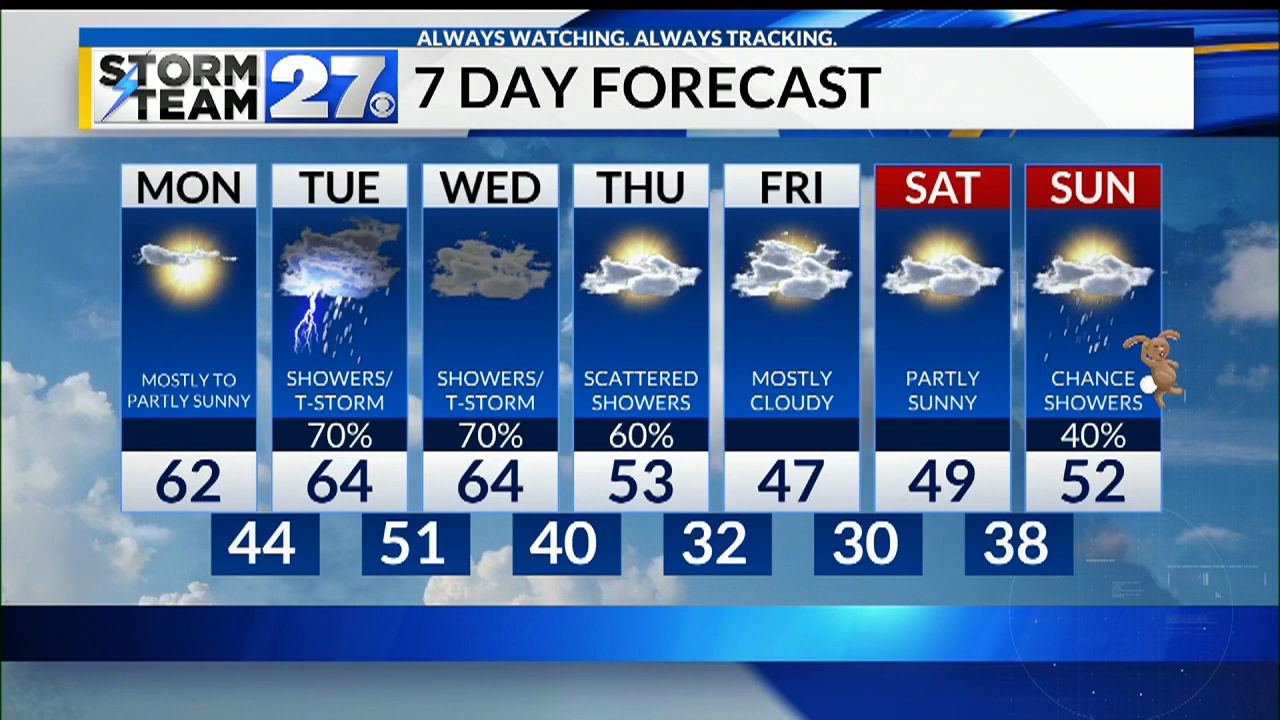 ALWAYS WATCHING. ALWAYS TRACKING.
STORM
TEAM
27
7 DAY FORECAST
MON
TUE
WED
THU
FRI
SAT
SUN
MOSTLY TO
PARTLY SUNNY
SHOWERS/
T-STORM
SHOWERS/
T-STORM
SCATTERED
SHOWERS
MOSTLY
CLOUDY
PARTLY
SUNNY
CHANCE
SHOWERS
70%
70%
60%
40%
62
64
64
53
47
49
52
44
51
40
32
30
38